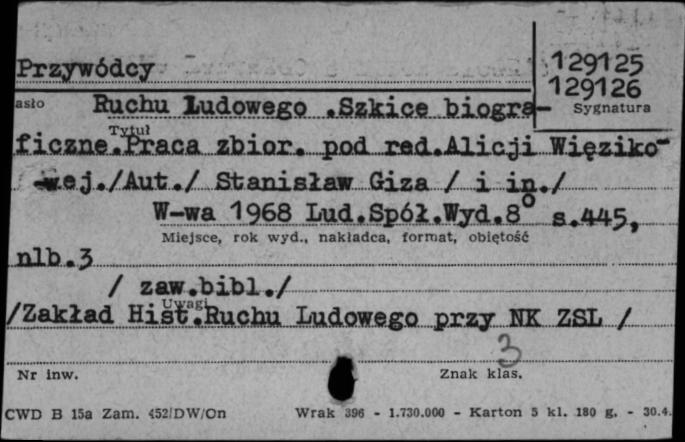 Przywódcy
129125
129126
asło Ruchu Ludowego .Szkice biogra- Sygnatura
Tytuł
ficzne.Praca zbior. pod red.Alicji Więziko-
wej./Aut./ Stanisław Giza / i in./
W-wa 1968 Lud.Spół.Wyd.8° s.445,
Miejsce, rok wyd., nakładca, format, objętość
nlb.3
/ zaw.bibl./
Uwagi
/Zakład Hist.Ruchu Ludowego przy NK ZSL /
3
Nr inw. Znak klas.
CWD B 15a Zam. 452/DW/On Wrak 396 - 1.730.000 - Karton 5 kl. 180 g. - 30.4.